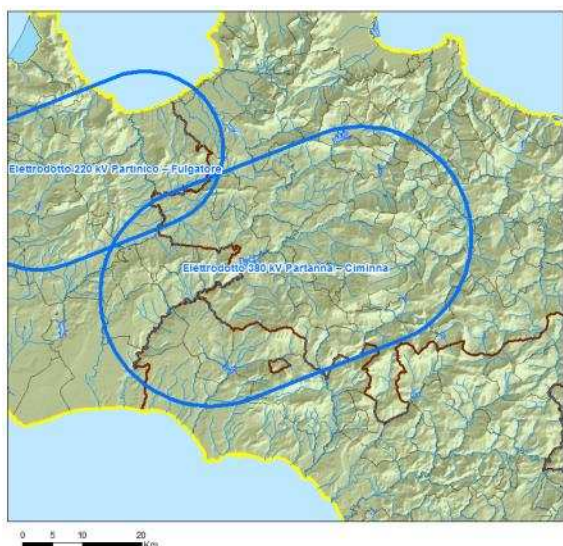 Elettrodotto 220 kV Partinico – Fulgatore
Elettrodotto 380 kV Partanna – Ciminna
0 5 10 20
Km